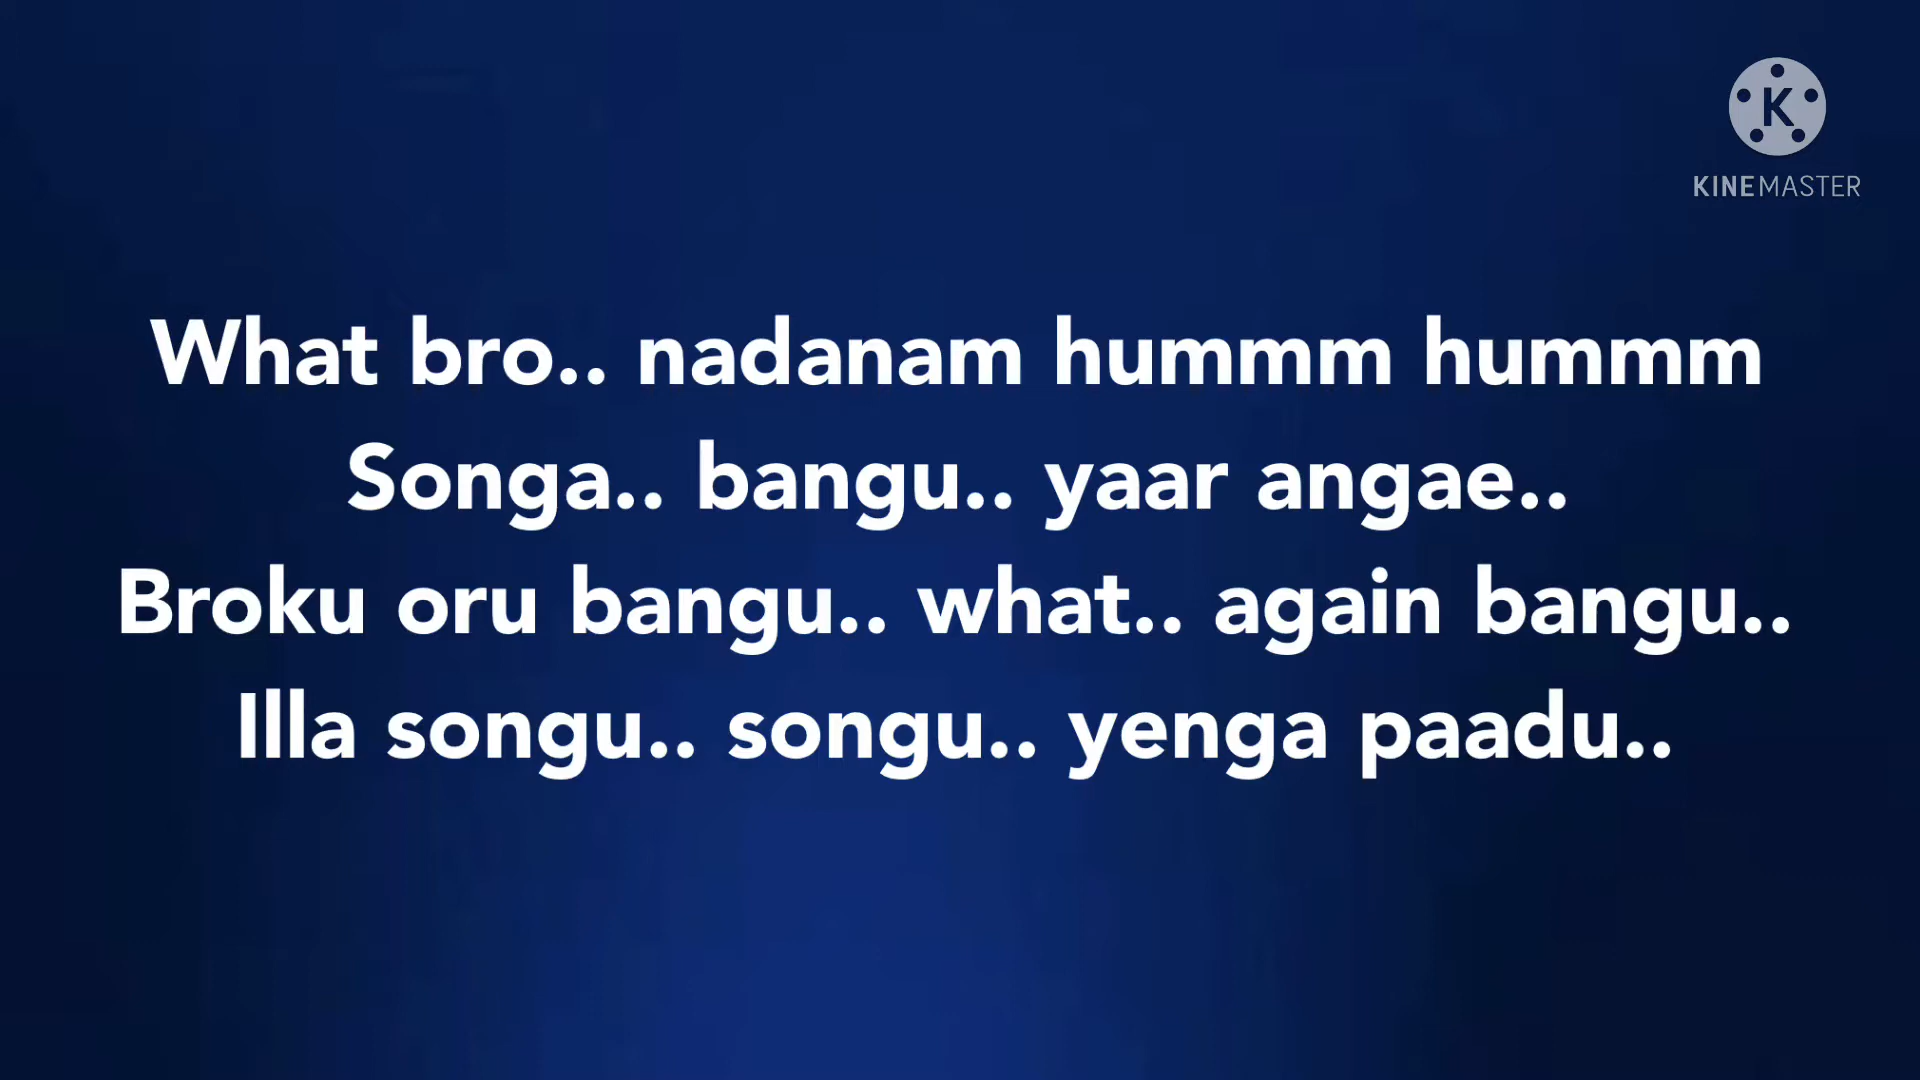 K
KINEMASTER
What bro.. nadanam hummm hummm
Songa.. bangu.. yaar angae..
Broku oru bangu.. what.. again bangu..
Illa songu.. songu.. yenga paadu..